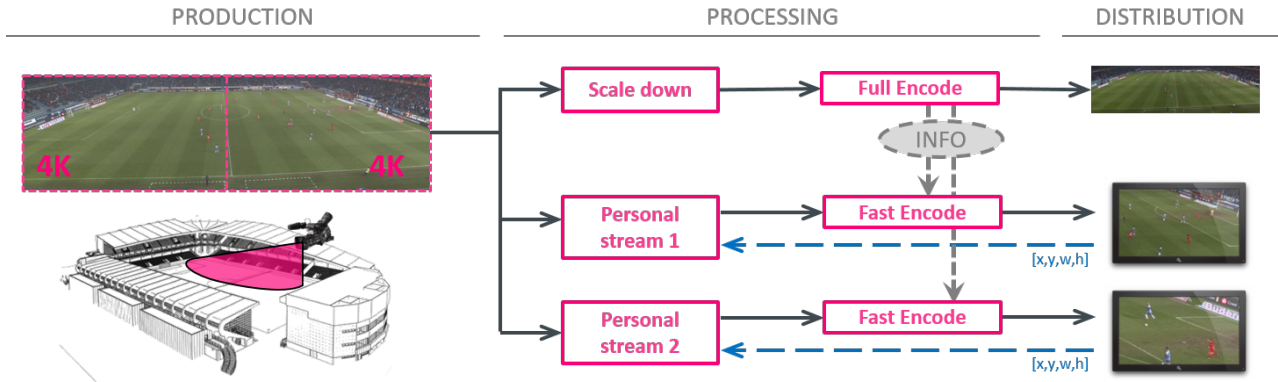 PRODUCTION
PROCESSING
DISTRIBUTION
4K
4K
Scale down
Full Encode
INFO
Personal
stream 1
Fast Encode
[x,y,w,h]
Personal
stream 2
Fast Encode
[x,y,w,h]